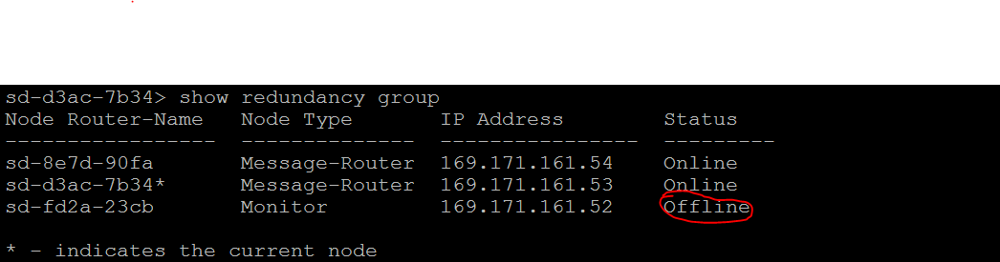 sd-d3ac-7b34> show redundancy group
Node Router-Name   Node Type       IP Address        Status
-----------------  --------------  ----------------  ---------
sd-8e7d-90fa       Message-Router  169.171.161.54    Online
sd-d3ac-7b34*      Message-Router  169.171.161.53    Online
sd-fd2a-23cb       Monitor         169.171.161.52    Offline
* - indicates the current node